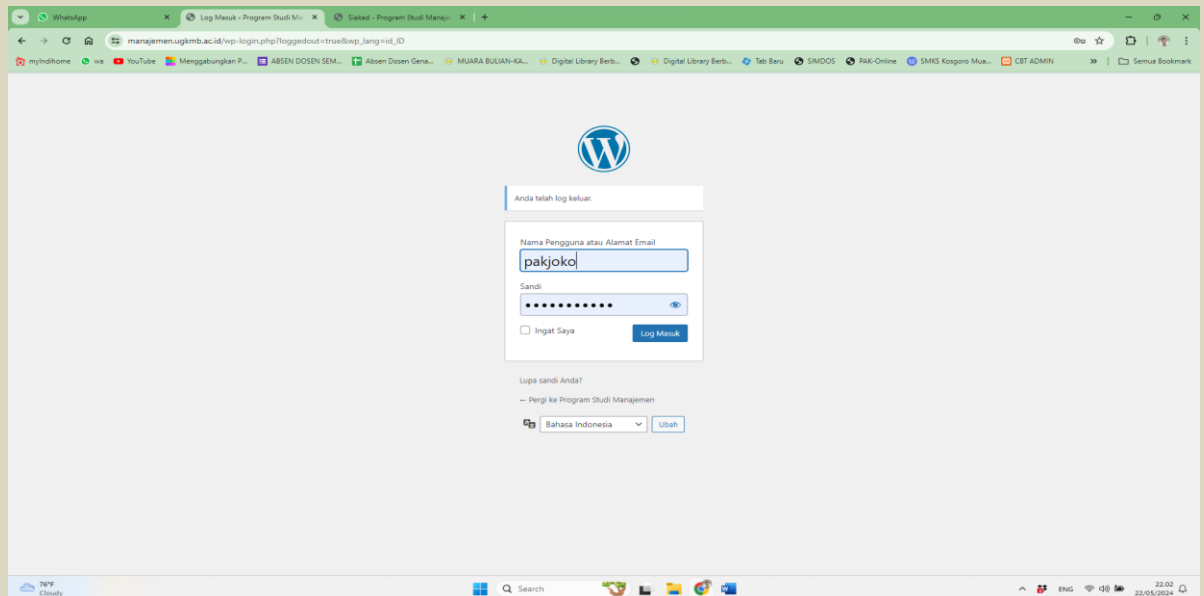 WhatsApp
Log Masuk ‹ Program Studi Ma
Siakad - Program Studi Manaje
manajemen.ugkmb.ac.id/wp-login.php?loggedout=true&wp_lang=id_ID
myIndihome wa YouTube Menggabungkan P... ABSEN DOSEN SEM... Absen Dosen Gena... MUARA BULIAN-KA... Digital Library Berb... Digital Library Berb... Tab Baru SIMDOS PAK-Online SMKS Kosgoro Mua... CBT ADMIN » Semua Bookmark
Anda telah log keluar.
Nama Pengguna atau Alamat Email
pakjoko
Sandi
Ingat Saya
Log Masuk
Lupa sandi Anda?
← Pergi ke Program Studi Manajemen
Bahasa Indonesia
Ubah
76°F
Cloudy
Search
ENG
22.02
22/05/2024